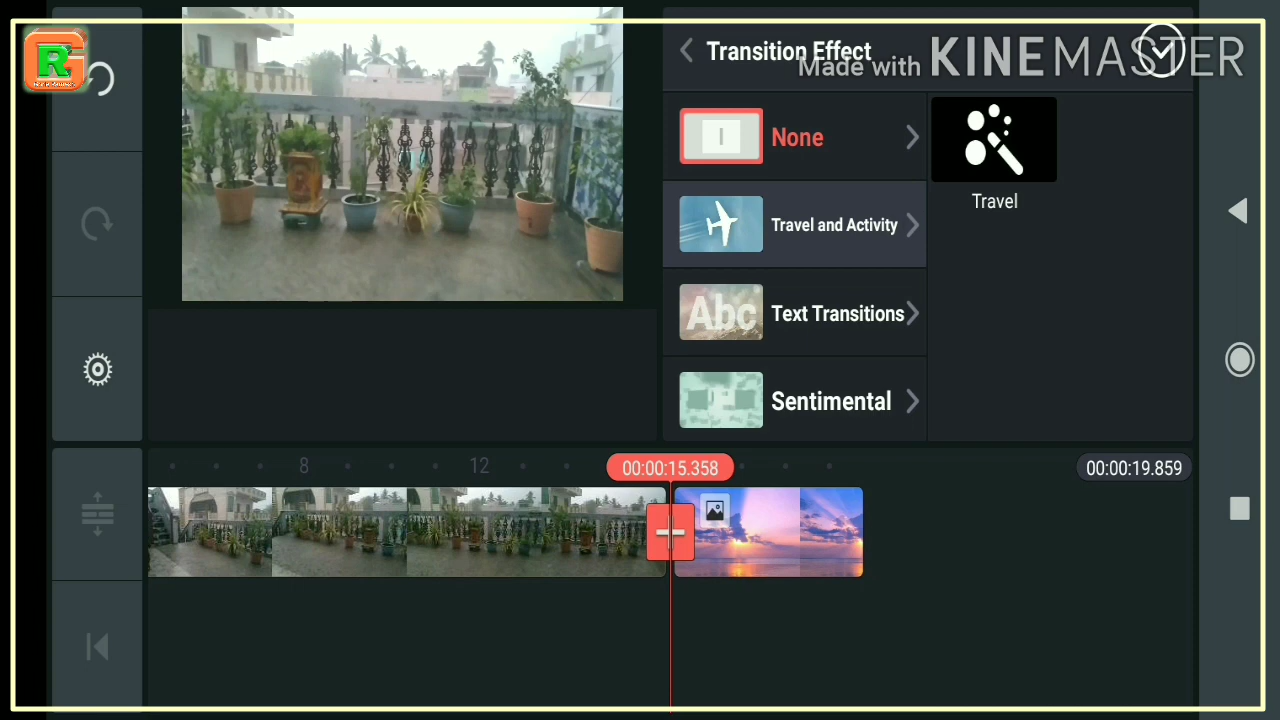 R
Transition Effect
Made with KINEMASTER
None
Travel
Travel and Activity
Abc
Text Transitions
Sentimental
8
12
00:00:15.358
00:00:19.859